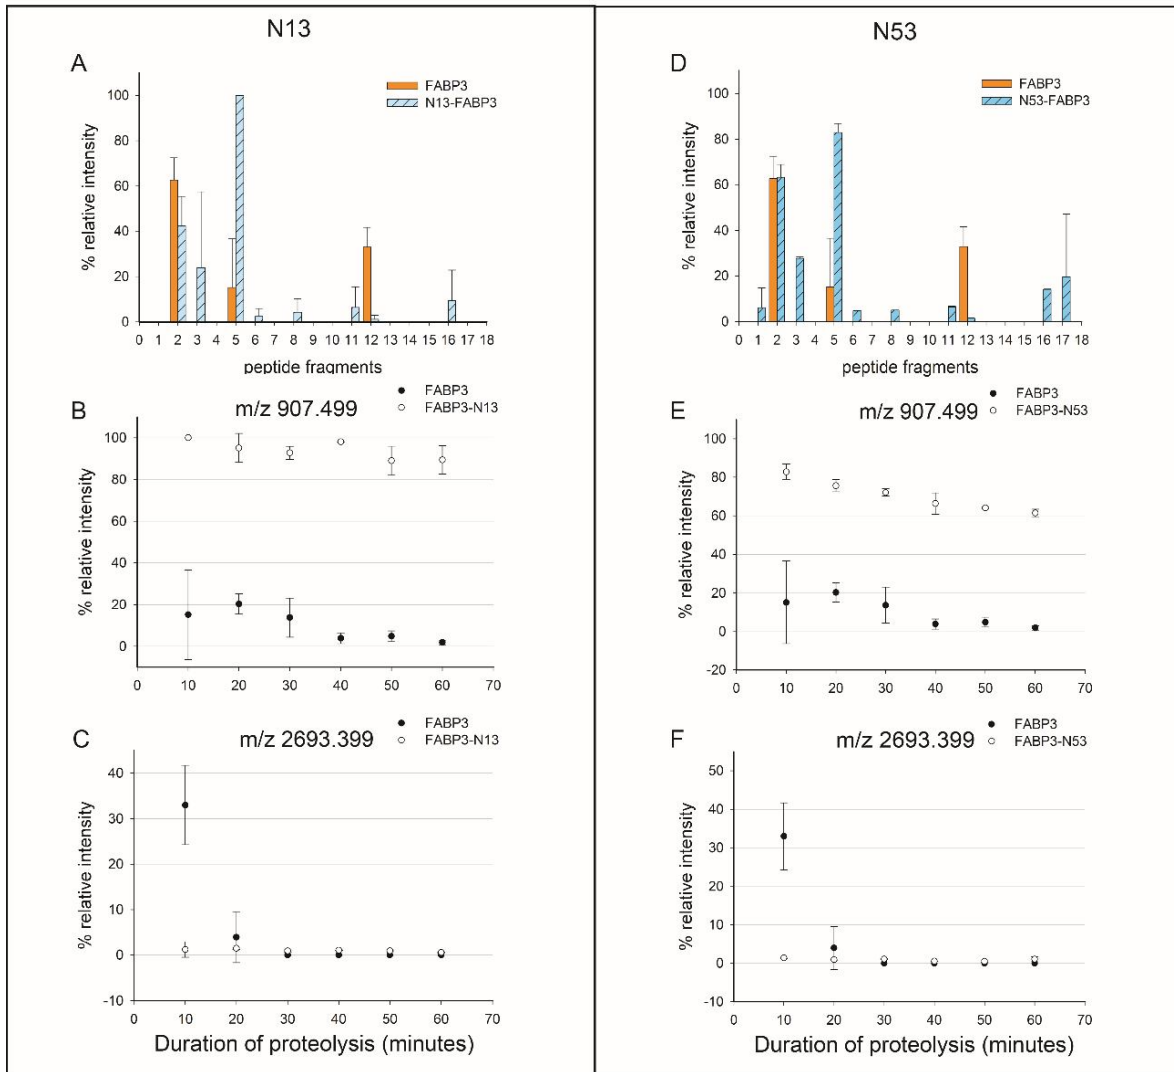 N13
A
FABP3
N13-FABP3
100
80
60
40
20
0
% relative intensity
0 1 2 3 4 5 6 7 8 9 10 11 12 13 14 15 16 17 18
peptide fragments
B
m/z 907.499
FABP3
FABP3-N13
100
80
60
40
20
0
% relative intensity
0 10 20 30 40 50 60 70
C
m/z 2693.399
FABP3
FABP3-N13
40
30
20
10
0
-10
% relative intensity
0 10 20 30 40 50 60 70
Duration of proteolysis (minutes)
N53
D
FABP3
N53-FABP3
100
80
60
40
20
0
% relative intensity
0 1 2 3 4 5 6 7 8 9 10 11 12 13 14 15 16 17 18
peptide fragments
E
m/z 907.499
FABP3
FABP3-N53
100
80
60
40
20
0
-20
% relative intensity
0 10 20 30 40 50 60 70
F
m/z 2693.399
FABP3
FABP3-N53
50
40
30
20
10
0
-10
% relative intensity
0 10 20 30 40 50 60 70
Duration of proteolysis (minutes)